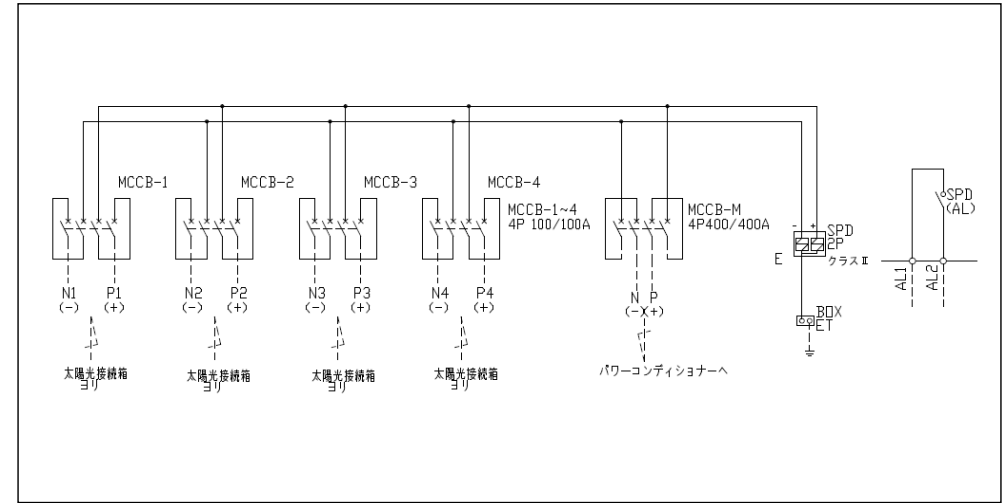 MCCB-1
MCCB-2
MCCB-3
MCCB-4
MCCB-1~4
4P 100/100A
MCCB-M
4P400/400A
N1
(-)
P1
(+)
太陽光接続箱
ヨリ
N2
(-)
P2
(+)
太陽光接続箱
ヨリ
N3
(-)
P3
(+)
太陽光接続箱
ヨリ
N4
(-)
P4
(+)
太陽光接続箱
ヨリ
N
(-)
P
(+)
パワーコンディショナーへ
- +
SPD
2P
クラスⅡ
E
BOX
ET
SPD
(AL)
AL1
AL2